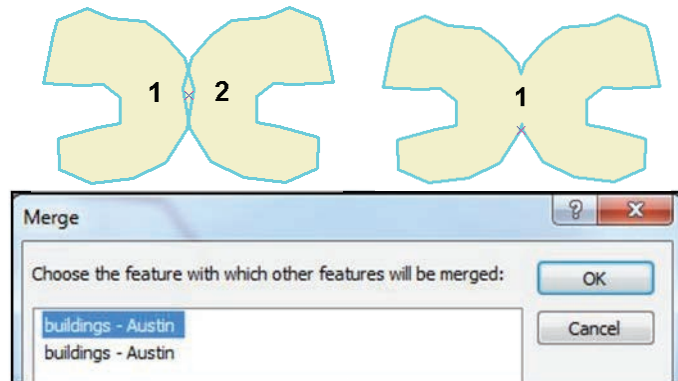 1 2 1
Merge
Choose the feature with which other features will be merged: OK
buildings - Austin Cancel
buildings - Austin